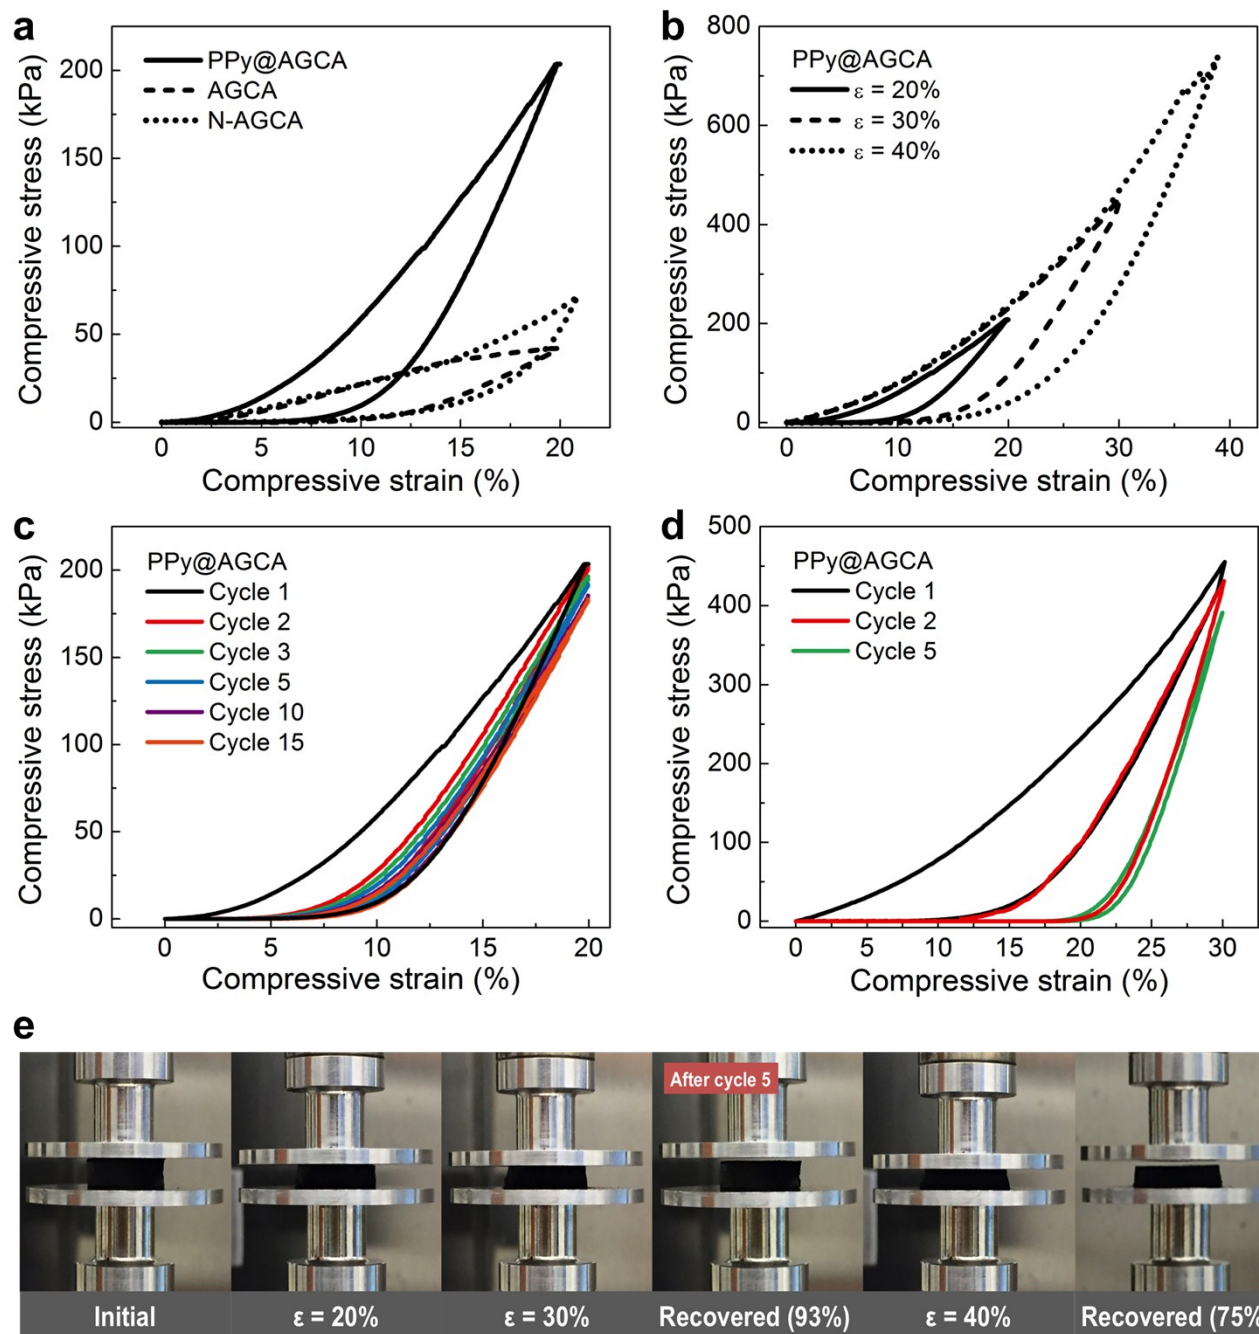 a
PPy@AGCA
AGCA
N-AGCA
Compressive stress (kPa)
200
150
100
50
0
0 5 10 15 20
Compressive strain (%)
b
PPy@AGCA
ε = 20%
ε = 30%
ε = 40%
Compressive stress (kPa)
800
600
400
200
0
0 10 20 30 40
Compressive strain (%)
c
PPy@AGCA
Cycle 1
Cycle 2
Cycle 3
Cycle 5
Cycle 10
Cycle 15
Compressive stress (kPa)
200
150
100
50
0
0 5 10 15 20
Compressive strain (%)
d
PPy@AGCA
Cycle 1
Cycle 2
Cycle 5
Compressive stress (kPa)
500
400
300
200
100
0
0 5 10 15 20 25 30
Compressive strain (%)
e
After cycle 5
Initial
ε = 20%
ε = 30%
Recovered (93%)
ε = 40%
Recovered (75%